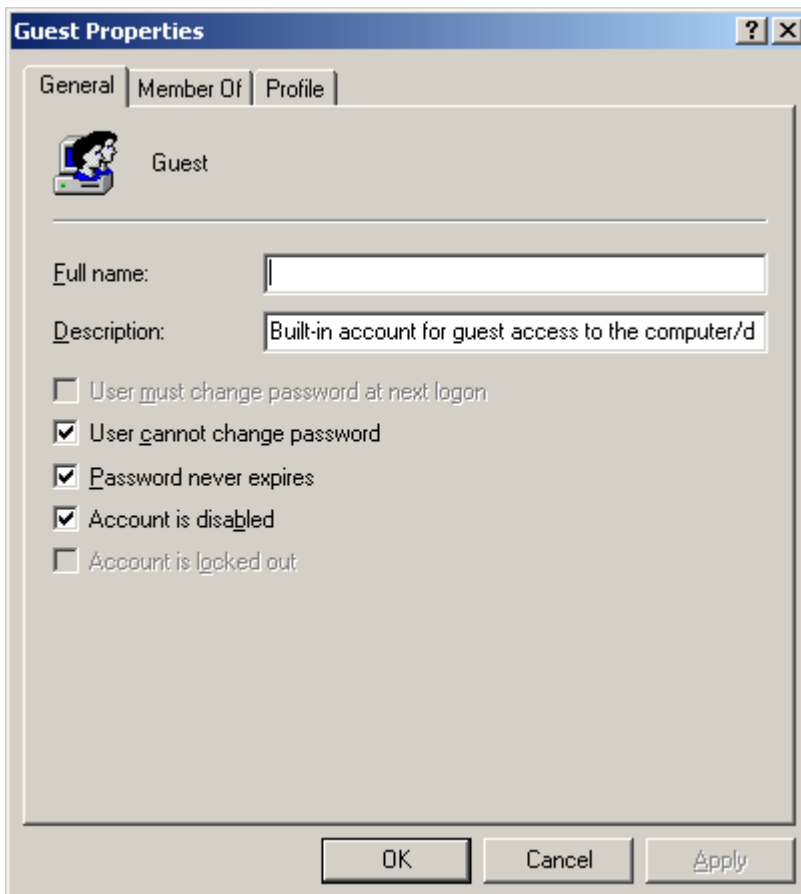 Guest Properties
General Member Of Profile
Guest
Full name:
Description: Built-in account for guest access to the computer/d
User must change password at next logon
User cannot change password
Password never expires
Account is disabled
Account is locked out
OK Cancel Apply